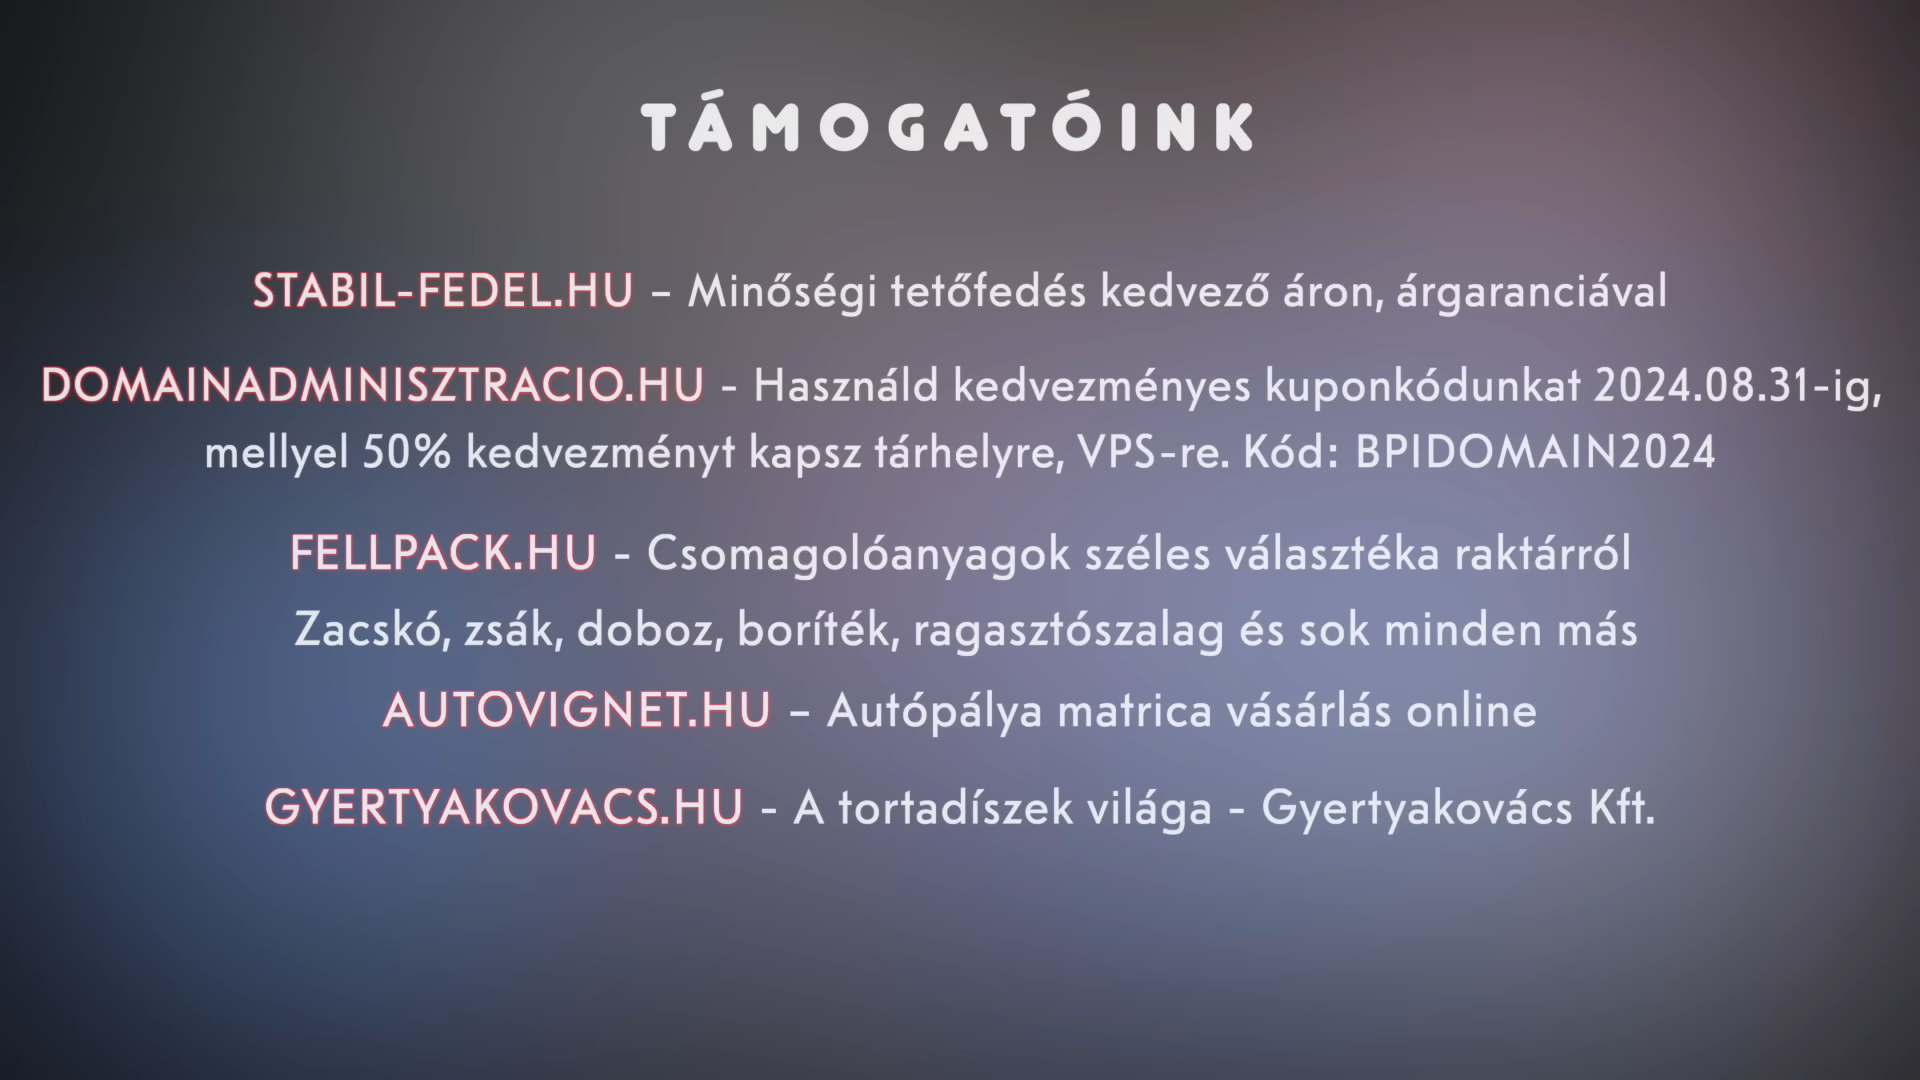 TÁMOGATÓINK
STABIL-FEDEL.HU – Minőségi tetőfedés kedvező áron, árgaranciával
DOMAINADMINISZTRACIO.HU - Használd kedvezményes kuponkódunkat 2024.08.31-ig,
mellyel 50% kedvezményt kapsz tárhelyre, VPS-re. Kód: BPIDOMAIN2024
FELLPACK.HU - Csomagolóanyagok széles választéka raktárról
Zacskó, zsák, doboz, boríték, ragasztószalag és sok minden más
AUTOVIGNET.HU – Autópálya matrica vásárlás online
GYERTYAKOVACS.HU - A tortadíszek világa - Gyertyakovács Kft.